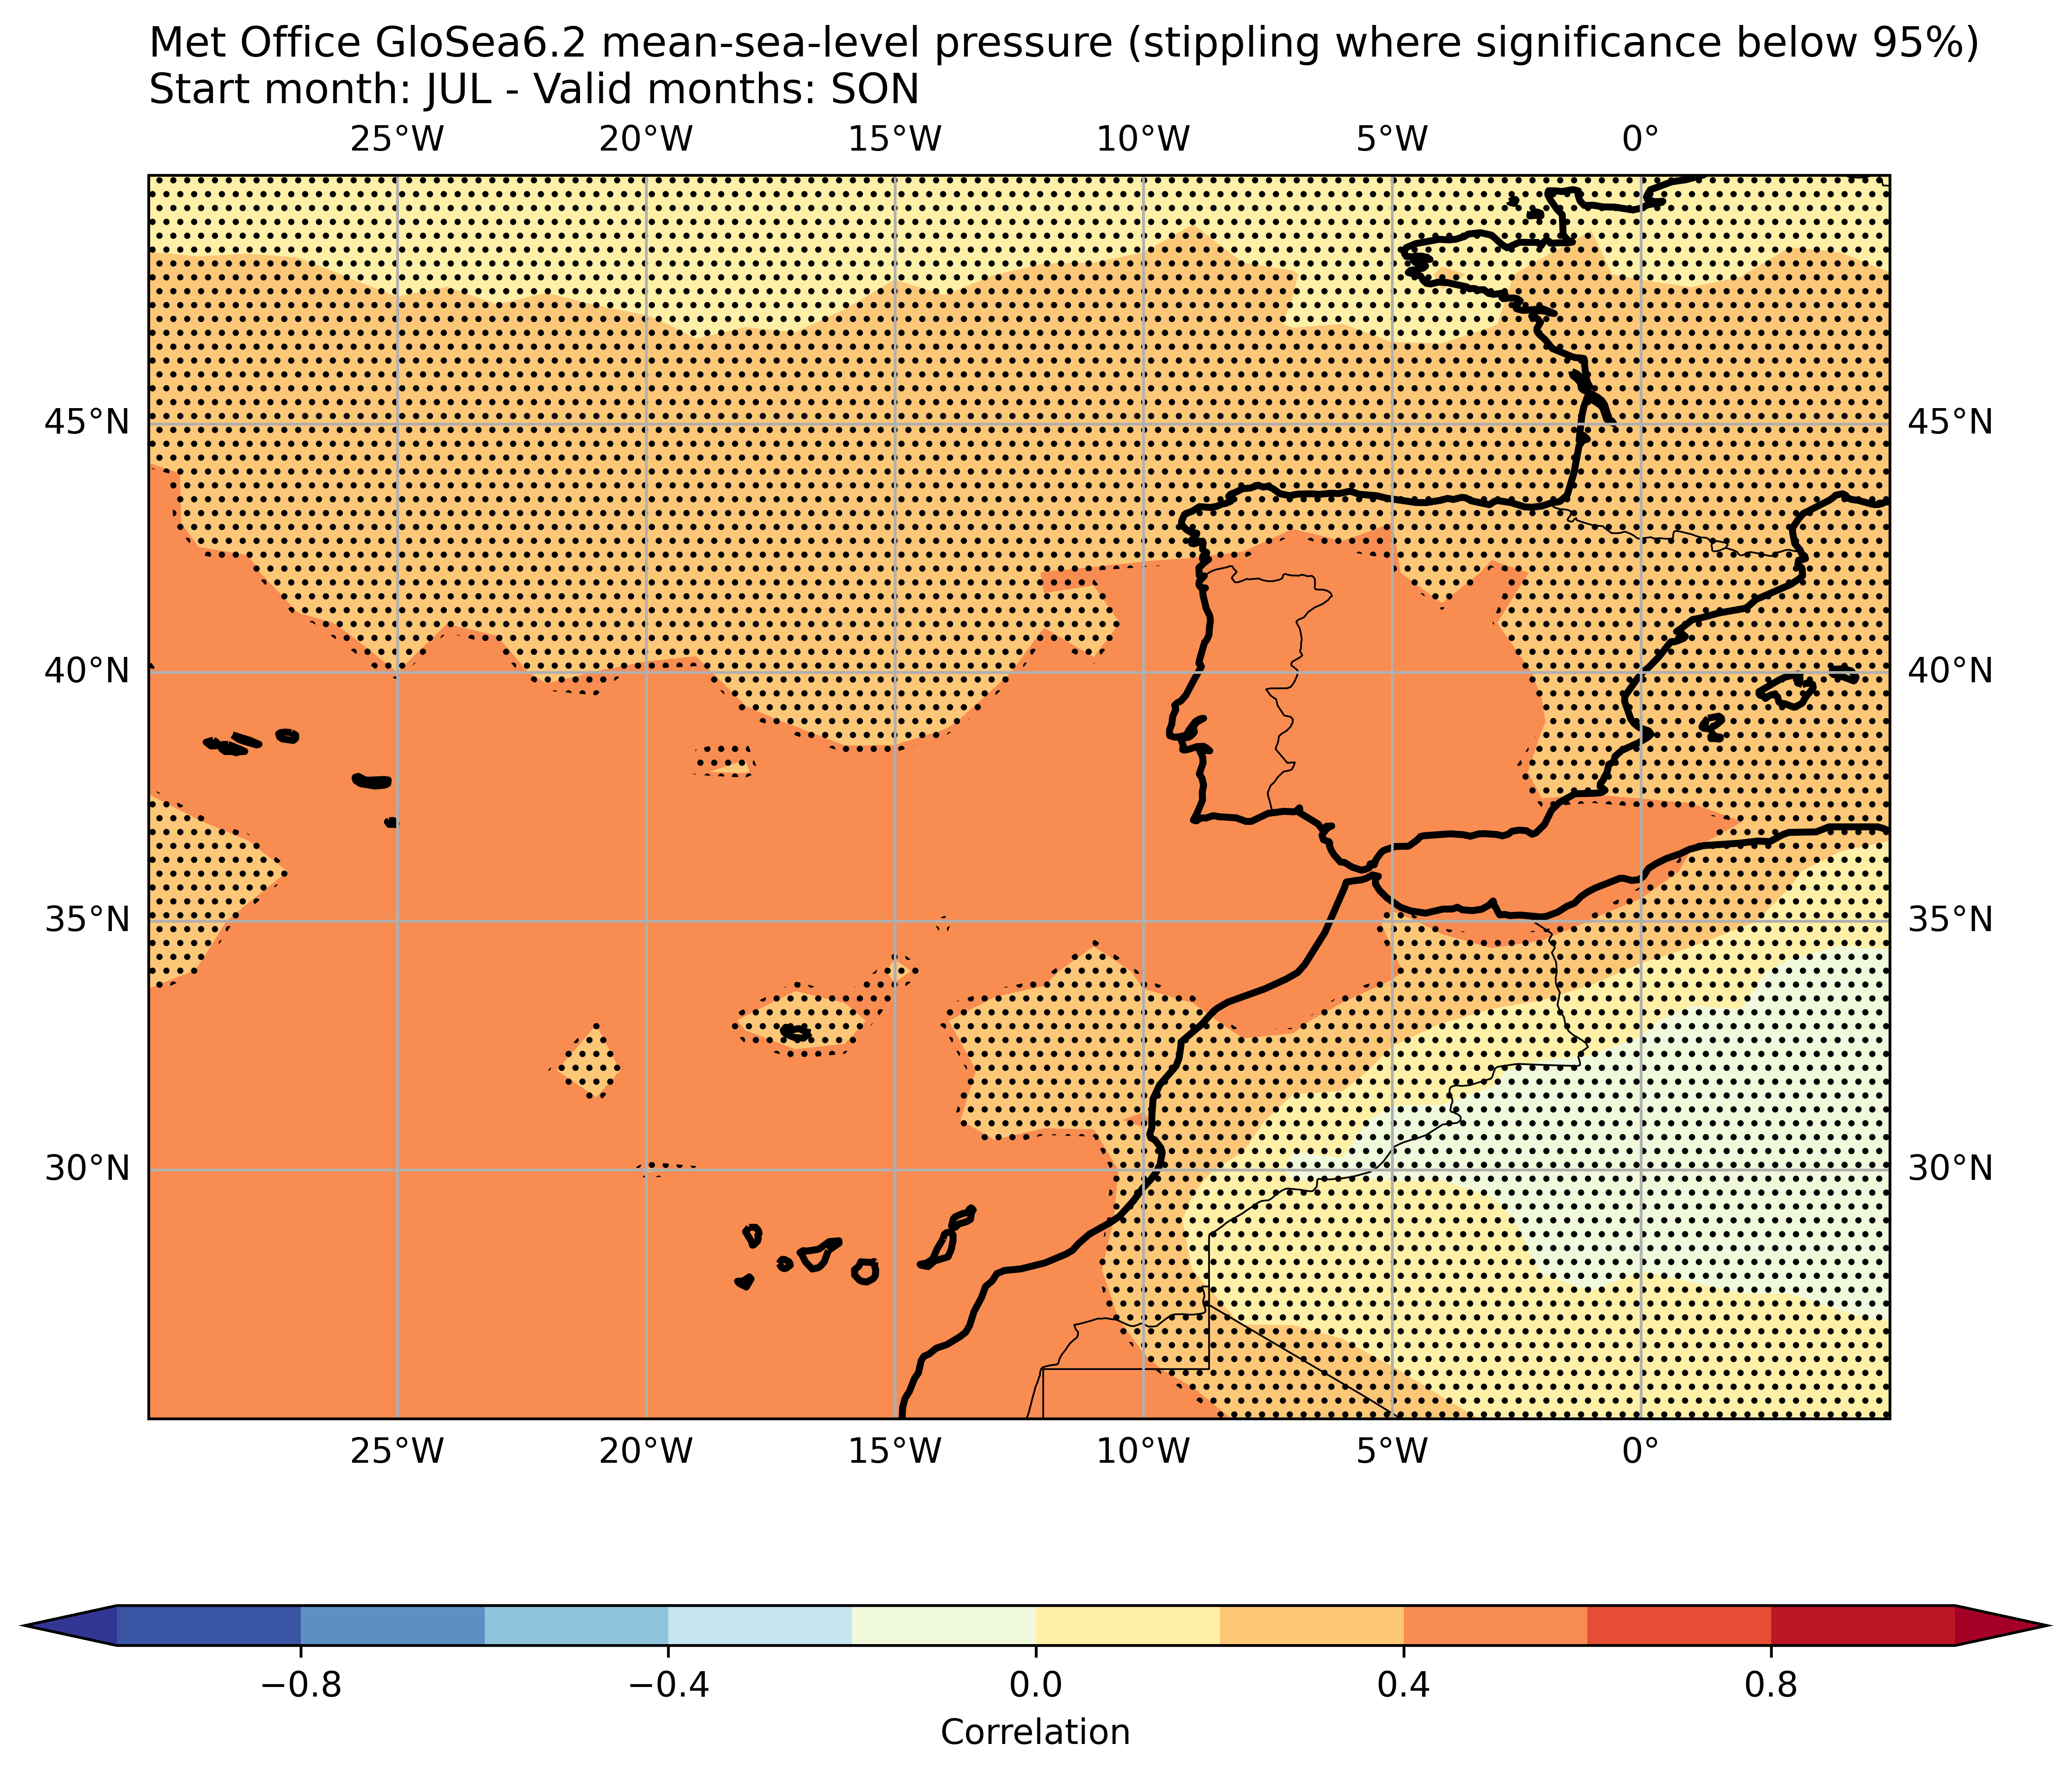 Met Office GloSea6.2 mean-sea-level pressure (stippling where significance below 95%)
Start month: JUL - Valid months: SON
25°W 20°W 15°W 10°W 5°W 0°
45°N 45°N
40°N 40°N
35°N 35°N
30°N 30°N
25°W 20°W 15°W 10°W 5°W 0°
−0.8 −0.4 0.0 0.4 0.8
Correlation